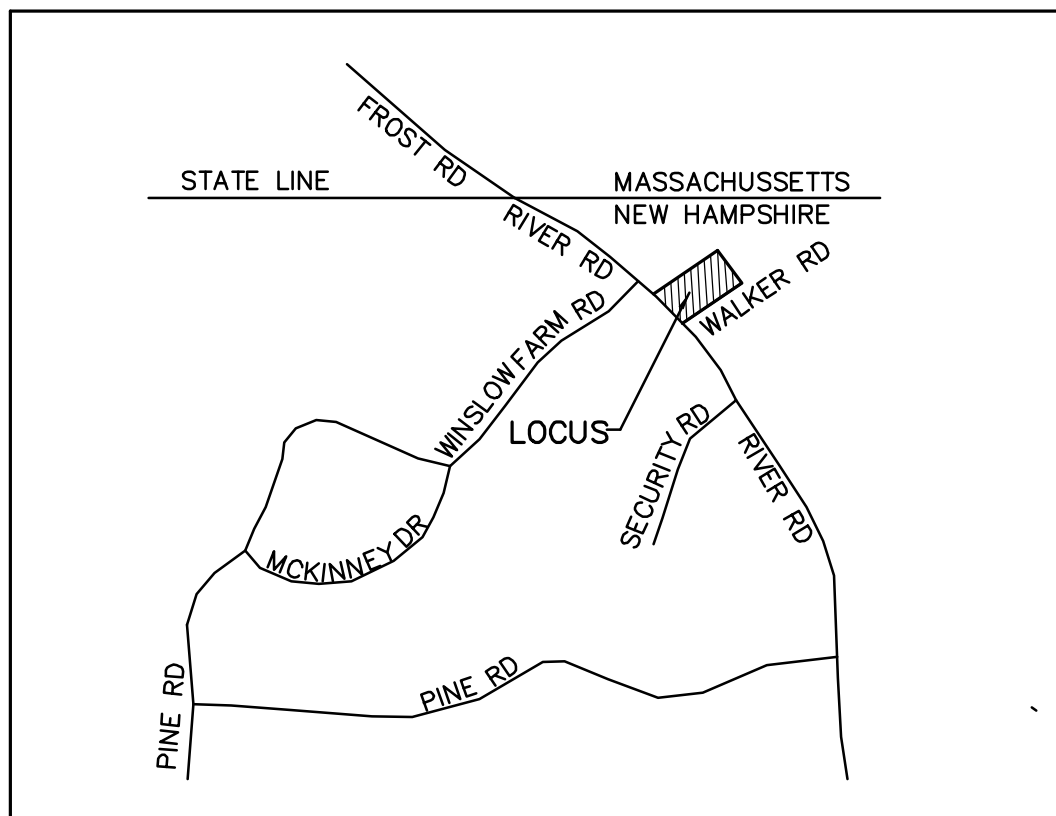 FROST RD
STATE LINE
MASSACHUSSETTS
NEW HAMPSHIRE
RIVER RD
WALKER RD
WINSLOW FARM RD
LOCUS
SECURITY RD
RIVER RD
MCKINNEY DR
PINE RD
PINE RD